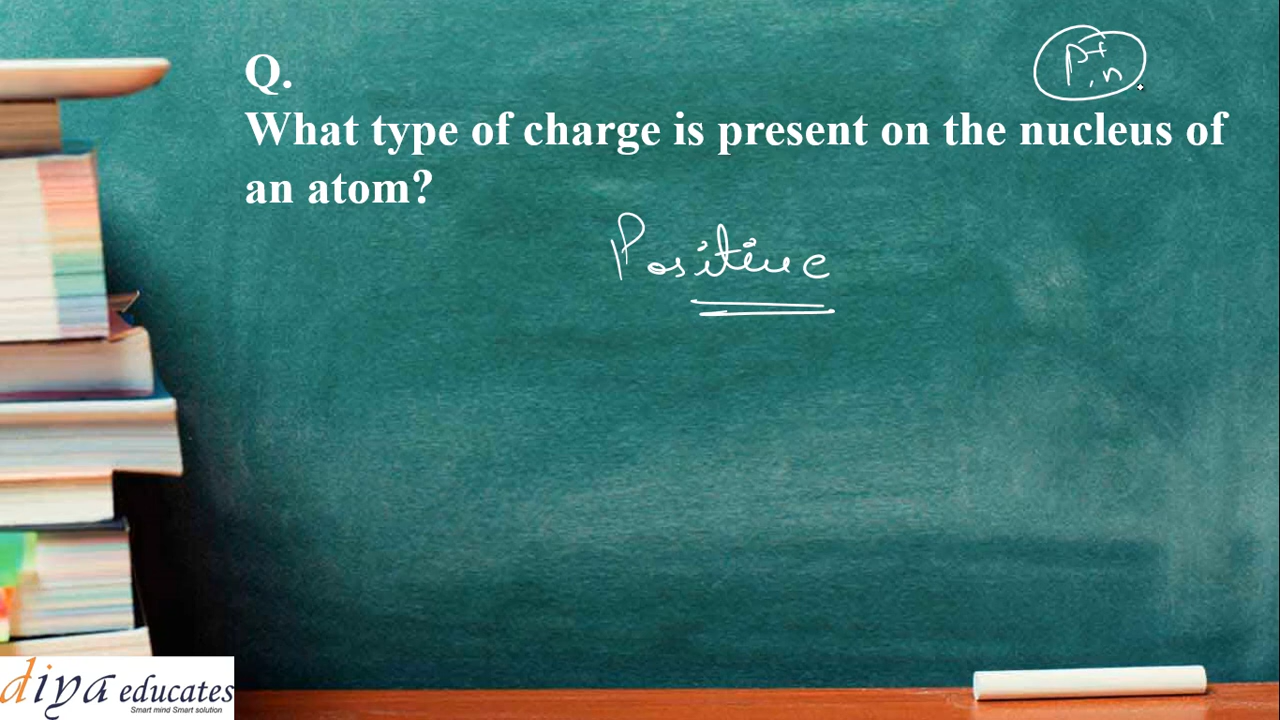 Q.
P+, n
What type of charge is present on the nucleus of
an atom?
Positive
diya educates
Smart mind Smart solution